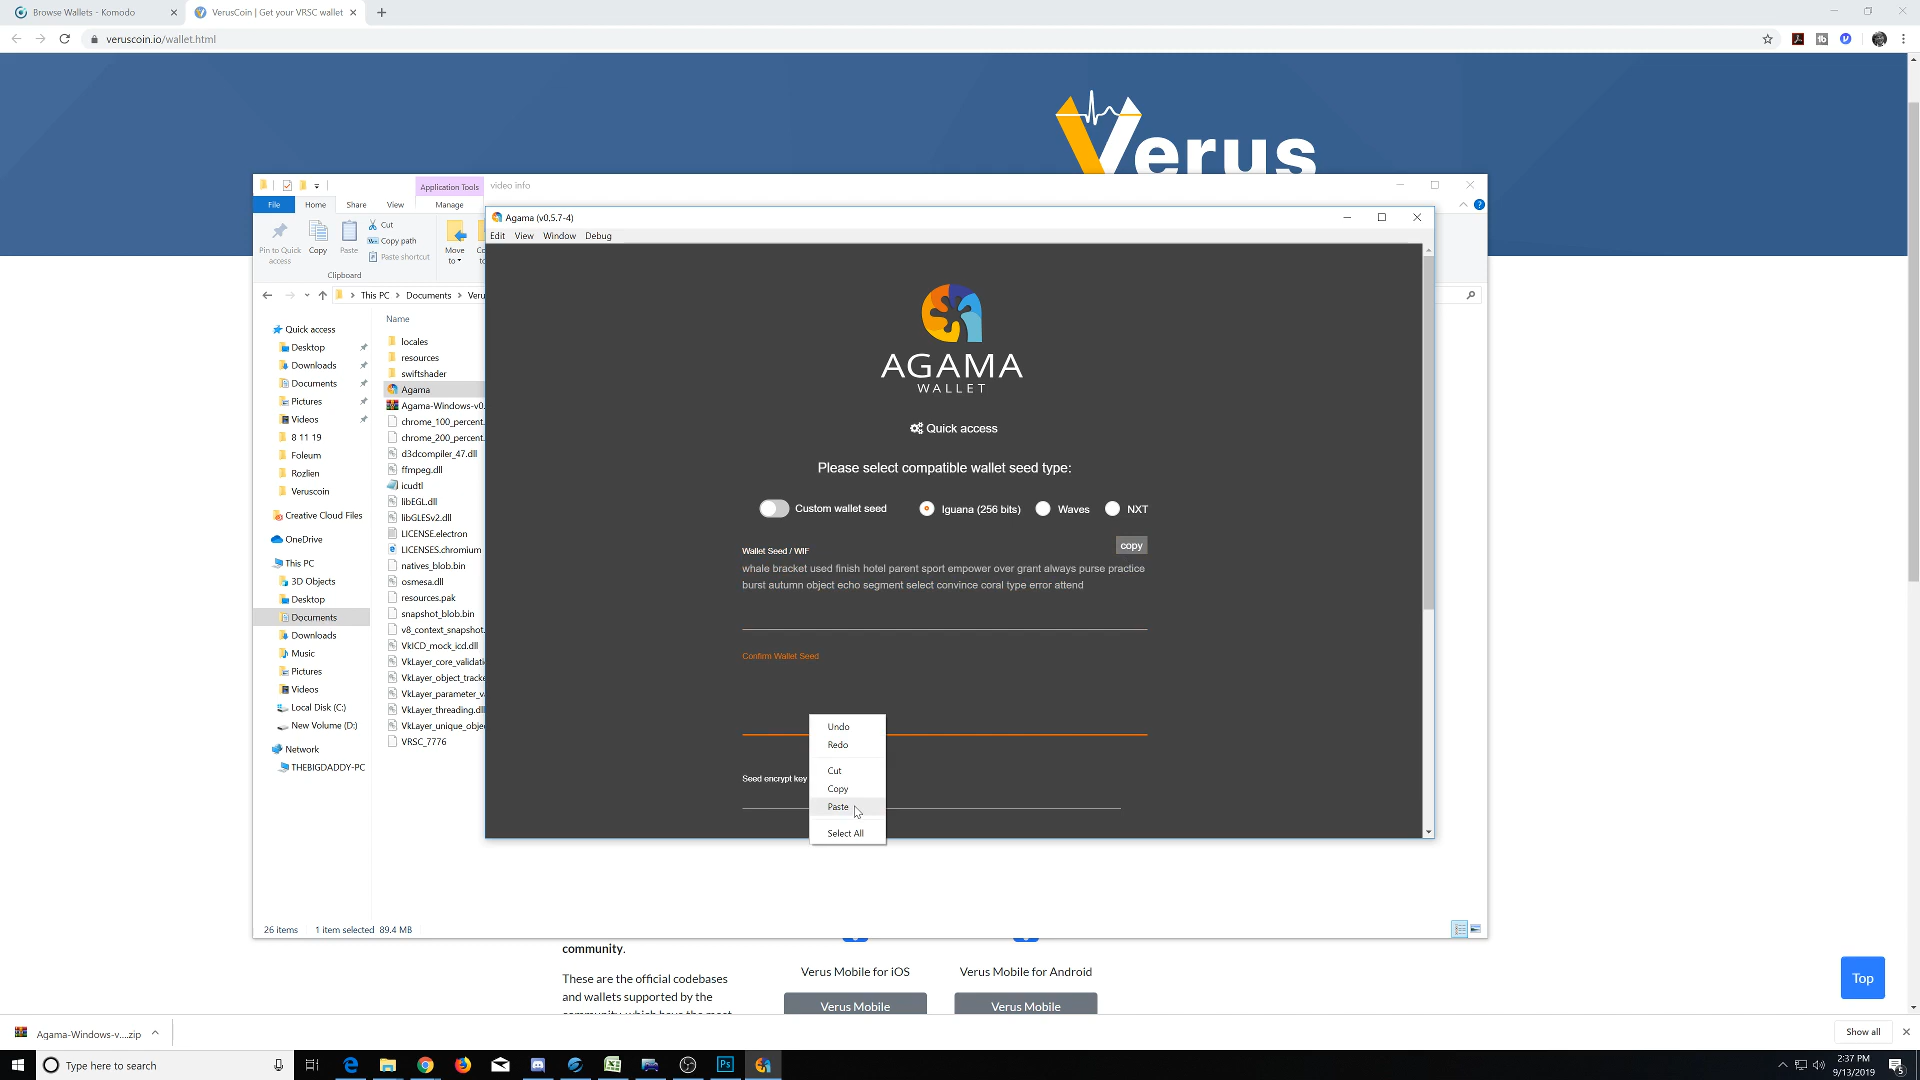 Browse Wallets - Komodo
VerusCoin | Get your VRSC wallet
veruscoin.io/wallet.html
Verus
Application Tools
video info
File
Home
Share
View
Manage
Pin to Quick access
Copy
Paste
Cut
Copy path
Paste shortcut
Move to
Clipboard
This PC
Documents
Name
Quick access
Desktop
Downloads
Documents
Pictures
Videos
8 11 19
Foleum
Rozlien
Veruscoin
Creative Cloud Files
OneDrive
This PC
3D Objects
Desktop
Documents
Downloads
Music
Pictures
Videos
Local Disk (C:)
New Volume (D:)
Network
THEBIGDADDY-PC
locales
resources
swiftshader
Agama
Agama-Windows-v0.
chrome_100_percent.
chrome_200_percent.
d3dcompiler_47.dll
ffmpeg.dll
icudtl
libEGL.dll
libGLESv2.dll
LICENSE.electron
LICENSES.chromium
natives_blob.bin
osmesa.dll
resources.pak
snapshot_blob.bin
v8_context_snapshot.
VkICD_mock_icd.dll
VkLayer_core_validati
VkLayer_object_tracke
VkLayer_parameter_va
VkLayer_threading.dll
VkLayer_unique_obje
VRSC_7776
26 items
1 item selected 89.4 MB
Agama (v0.5.7-4)
Edit
View
Window
Debug
AGAMA
WALLET
Quick access
Please select compatible wallet seed type:
Custom wallet seed
Iguana (256 bits)
Waves
NXT
copy
Wallet Seed / WIF
whale bracket used finish hotel parent sport empower over grant always purse practice
burst autumn object echo segment select convince coral type error attend
Confirm Wallet Seed
Seed encrypt key
Undo
Redo
Cut
Copy
Paste
Select All
community.
These are the official codebases
and wallets supported by the
Verus Mobile for iOS
Verus Mobile for Android
Verus Mobile
Verus Mobile
Top
Agama-Windows-v....zip
Show all
Type here to search
2:37 PM
9/13/2019